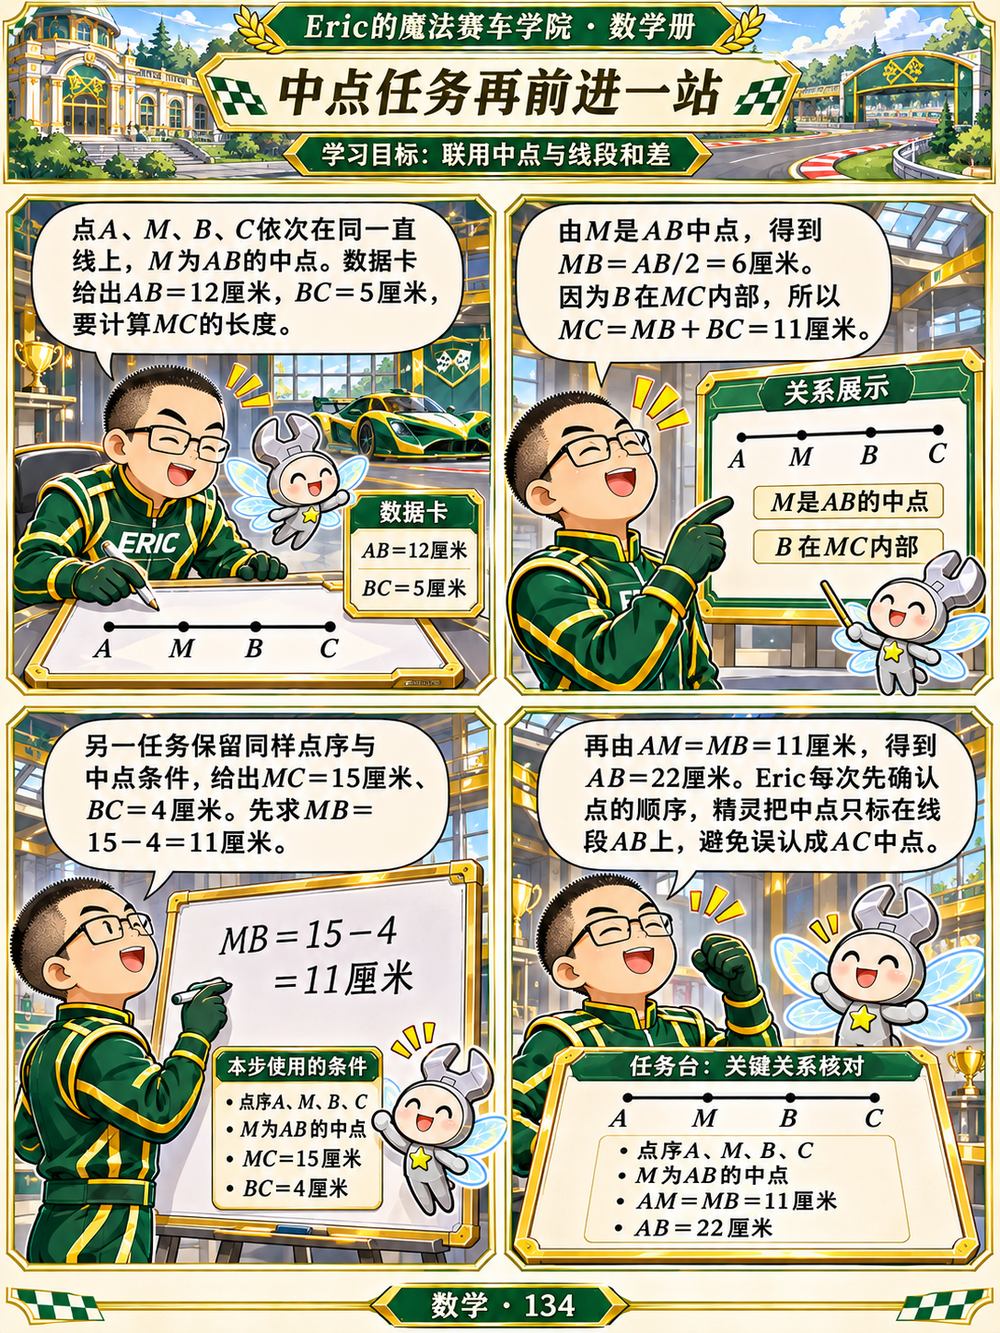 Eric的魔法赛车学院·数学册
中点任务再前进一站
学习目标：联用中点与线段和差
点A、M、B、C依次在同一直
线上，M为AB的中点。数据卡
给出AB=12厘米，BC=5厘米，
要计算MC的长度。
ERIC
数据卡
AB=12厘米
BC=5厘米
A M B C
由M是AB中点，得到
MB=AB/2=6厘米。
因为B在MC内部，所以
MC=MB+BC=11厘米。
关系展示
A M B C
M是AB的中点
B在MC内部
另一任务保留同样点序与
中点条件，给出MC=15厘米、
BC=4厘米。先求MB=
15-4=11厘米。
MB=15-4
=11厘米
本步使用的条件
• 点序A、M、B、C
• M为AB的中点
• MC=15厘米
• BC=4厘米
再由AM=MB=11厘米，得到
AB=22厘米。Eric每次先确认
点的顺序，精灵把中点只标在线
段AB上，避免误认成AC中点。
任务台：关键关系核对
A M B C
• 点序A、M、B、C
• M为AB的中点
• AM=MB=11厘米
• AB=22厘米
数学·134